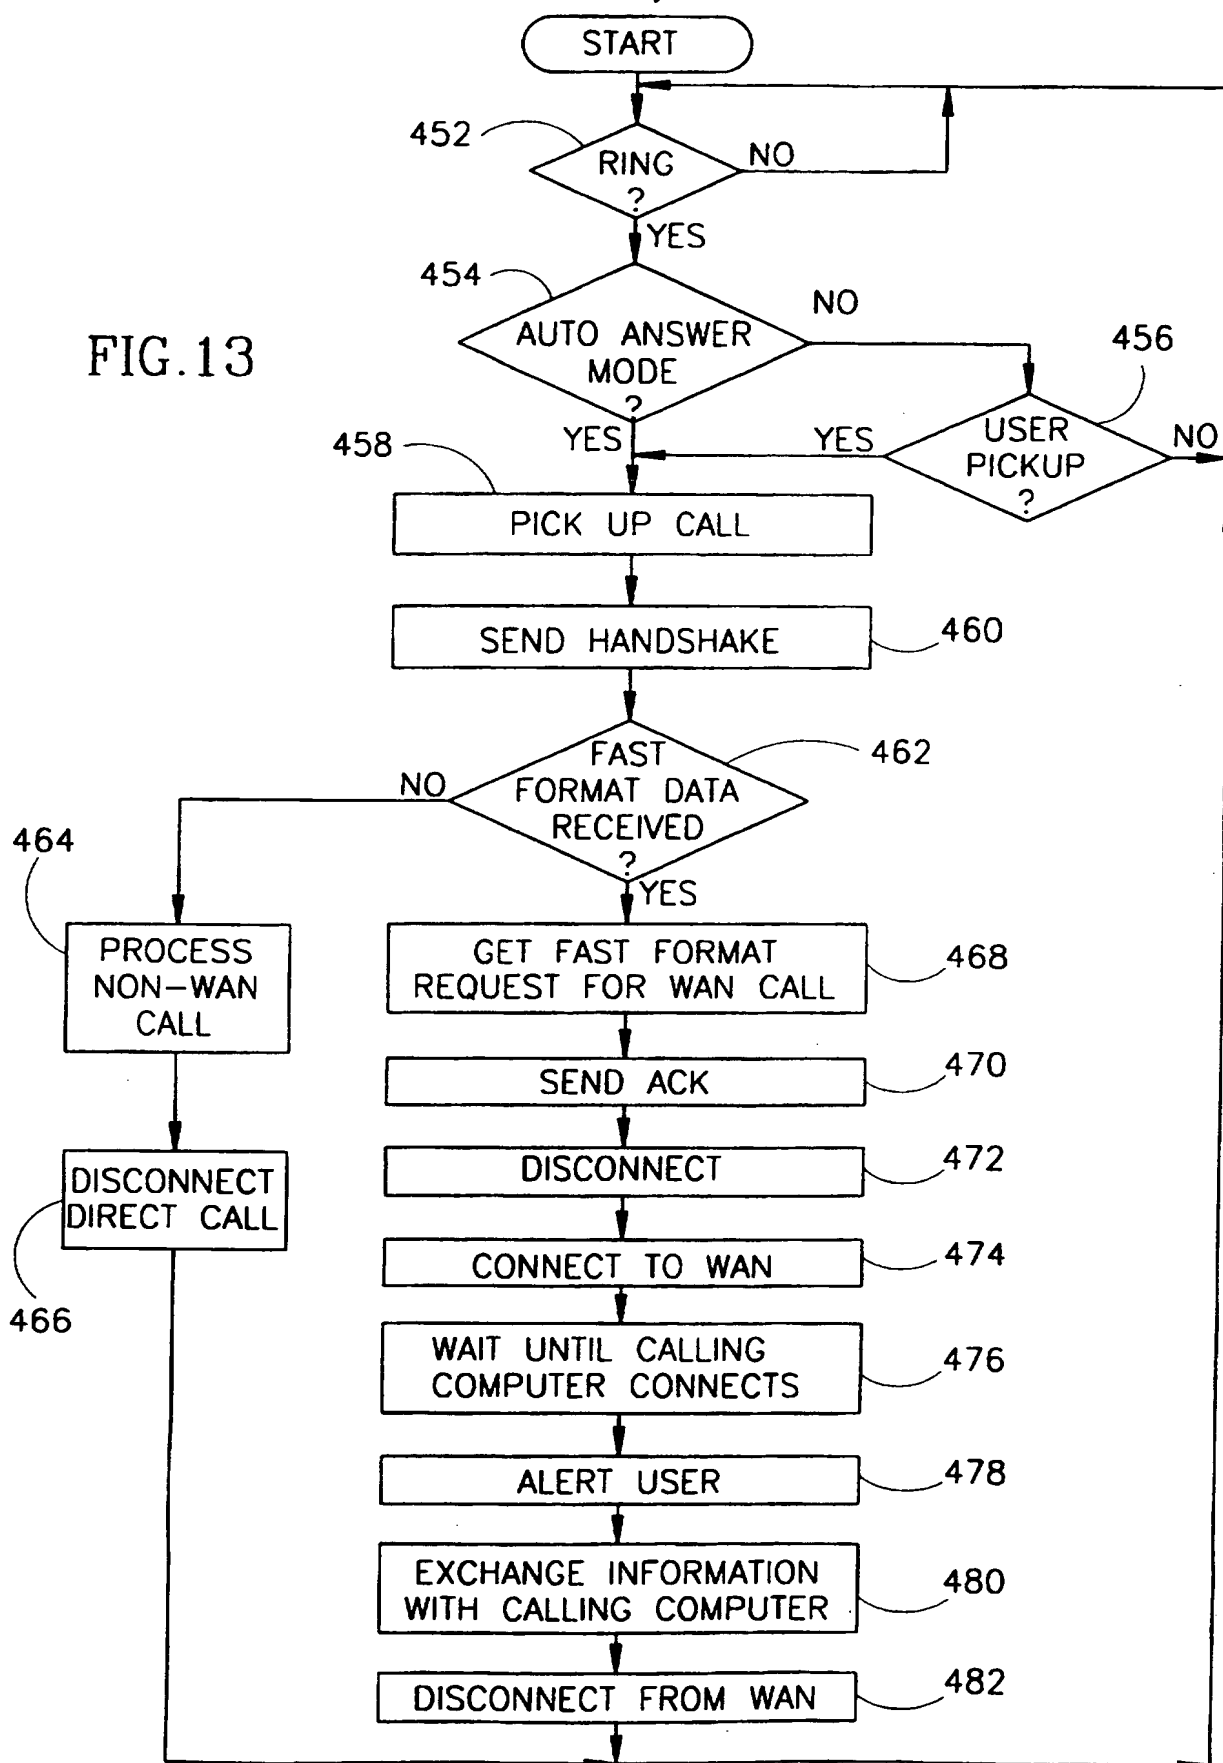 START
452
RING
?
NO
YES
454
AUTO ANSWER
MODE
?
NO
456
FIG.13
USER
PICKUP
?
YES
NO
YES
458
PICK UP CALL
SEND HANDSHAKE
460
FAST
FORMAT DATA
RECEIVED
?
462
NO
YES
464
PROCESS
NON-WAN
CALL
GET FAST FORMAT
REQUEST FOR WAN CALL
468
SEND ACK
470
DISCONNECT
472
DISCONNECT
DIRECT CALL
466
CONNECT TO WAN
474
WAIT UNTIL CALLING
COMPUTER CONNECTS
476
ALERT USER
478
EXCHANGE INFORMATION
WITH CALLING COMPUTER
480
DISCONNECT FROM WAN
482